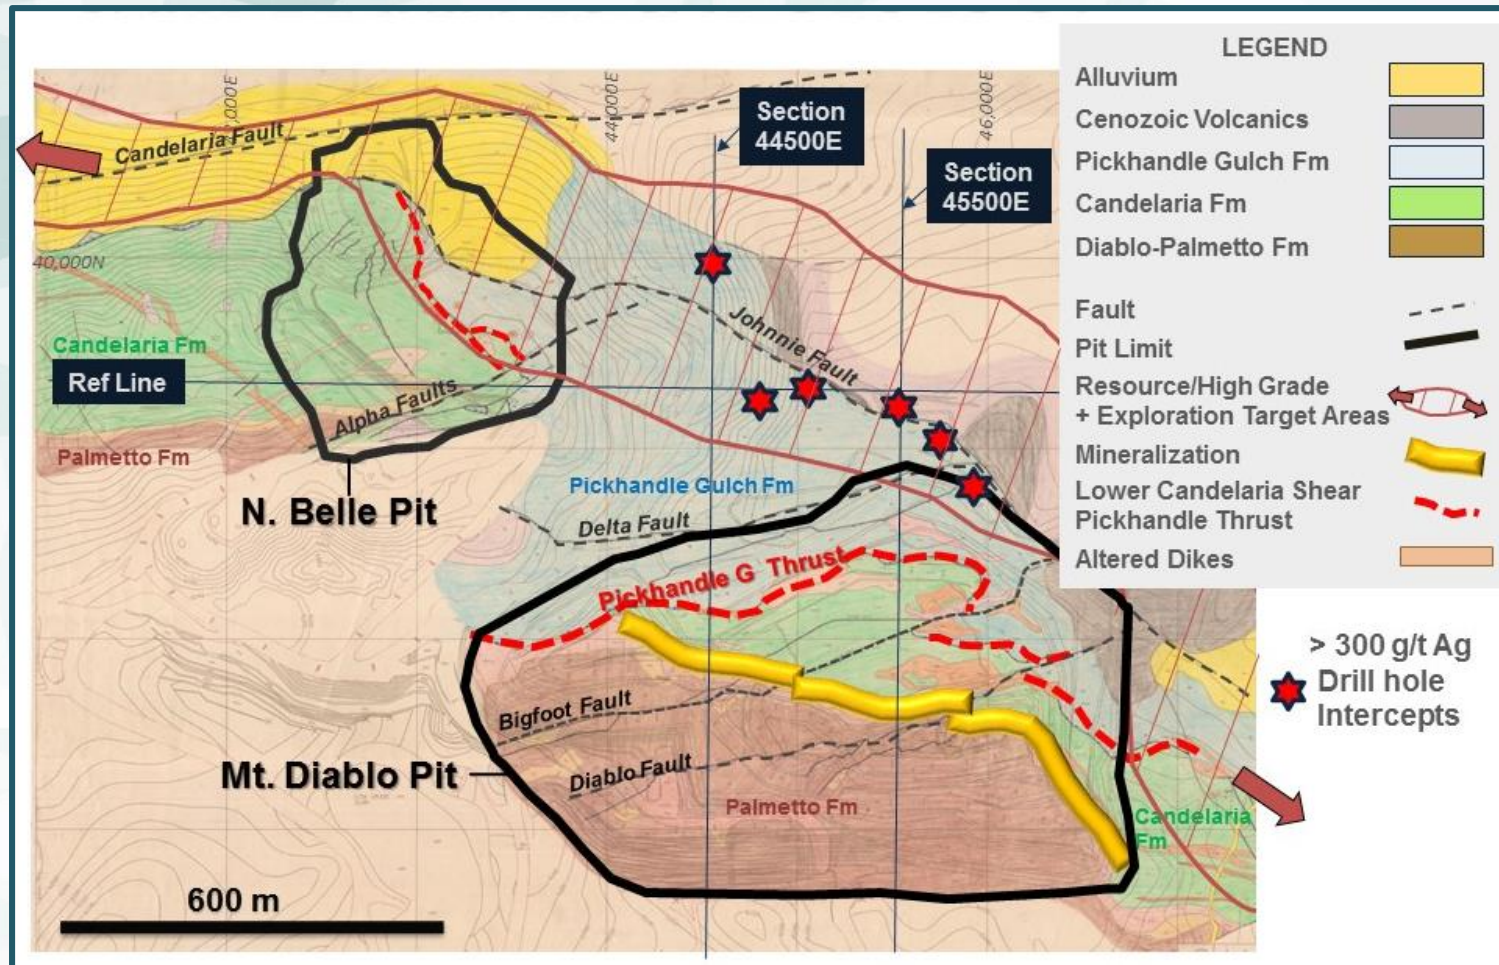 LEGEND
Alluvium
Cenozoic Volcanics
Pickhandle Gulch Fm
Candelaria Fm
Diablo-Palmetto Fm
Fault
Pit Limit
Resource/High Grade
+ Exploration Target Areas
Mineralization
Lower Candelaria Shear
Pickhandle Thrust
Altered Dikes
> 300 g/t Ag
Drill hole
Intercepts
44,000E
46,000E
Section
44500E
Section
45500E
Candelaria Fault
40,000N
Johnnie Fault
Candelaria Fm
Ref Line
Alpha Faults
Palmetto Fm
N. Belle Pit
Pickhandle Gulch Fm
Delta Fault
Pickhandle G Thrust
Bigfoot Fault
Mt. Diablo Pit
Diablo Fault
Palmetto Fm
Candelaria
Fm
600 m